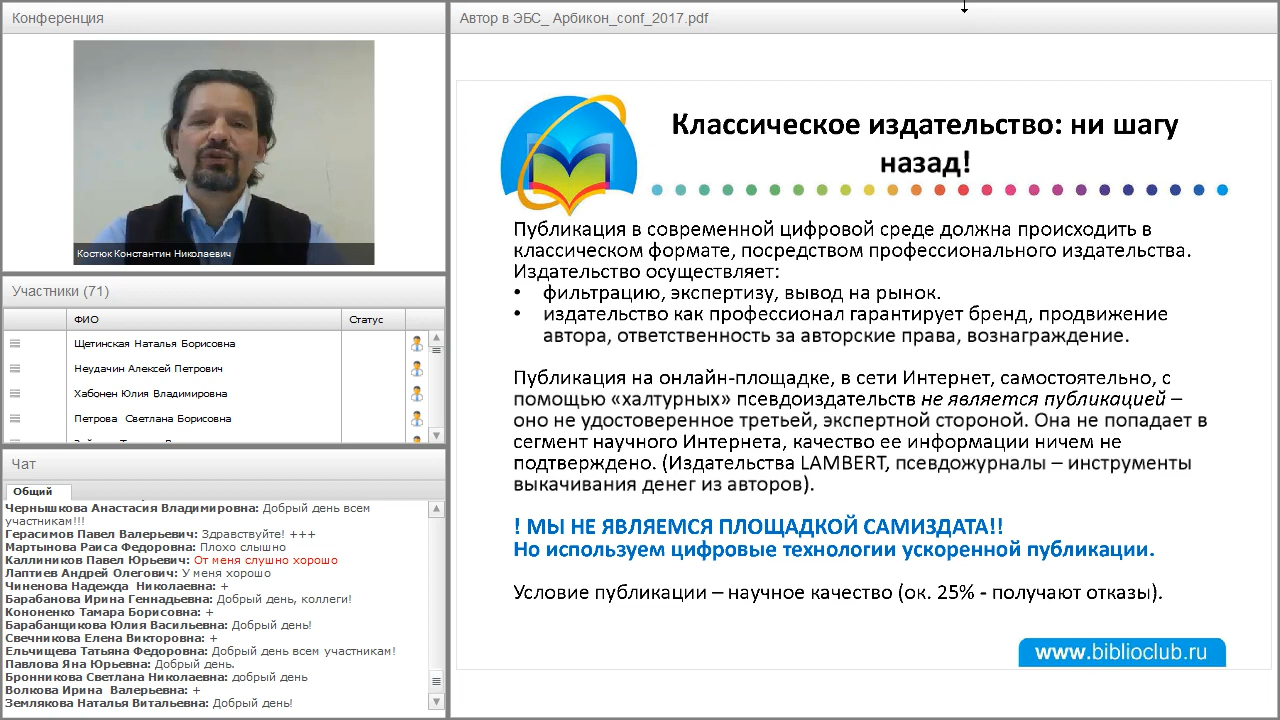 Конференция
Костюк Константин Николаевич
Участники (71)
ФИО
Статус
Щетинская Наталья Борисовна
Неудачин Алексей Петрович
Хабонен Юлия Владимировна
Петрова Светлана Борисовна
Чат
Общий
Чернышкова Анастасия Владимировна: Добрый день всем
участникам!!!
Герасимов Павел Валерьевич: Здравствуйте! +++
Мартынова Раиса Федоровна: Плохо слышно
Каллиников Павел Юрьевич: От меня слушно хорошо
Лаптиев Андрей Олегович: У меня хорошо
Чиненова Надежда Николаевна: +
Барабанова Ирина Геннадьевна: Добрый день, коллеги!
Кононенко Тамара Борисовна: +
Барабанщикова Юлия Васильевна: Добрый день!
Свечникова Елена Викторовна: +
Ельчищева Татьяна Федоровна: Добрый день всем участникам!
Павлова Яна Юрьевна: Добрый день.
Бронникова Светлана Николаевна: добрый день
Волкова Ирина Валерьевна: +
Землякова Наталья Витальевна: Добрый день!
Автор в ЭБС_ Арбикон_conf_2017.pdf
Классическое издательство: ни шагу
назад!
Публикация в современной цифровой среде должна происходить в
классическом формате, посредством профессионального издательства.
Издательство осуществляет:
• фильтрацию, экспертизу, вывод на рынок.
• издательство как профессионал гарантирует бренд, продвижение
автора, ответственность за авторские права, вознаграждение.
Публикация на онлайн-площадке, в сети Интернет, самостоятельно, с
помощью «халтурных» псевдоиздательств не является публикацией –
оно не удостоверенное третьей, экспертной стороной. Она не попадает в
сегмент научного Интернета, качество ее информации ничем не
подтверждено. (Издательства LAMBERT, псевдожурналы – инструменты
выкачивания денег из авторов).
! МЫ НЕ ЯВЛЯЕМСЯ ПЛОЩАДКОЙ САМИЗДАТА!!
Но используем цифровые технологии ускоренной публикации.
Условие публикации – научное качество (ок. 25% - получают отказы).
www.biblioclub.ru